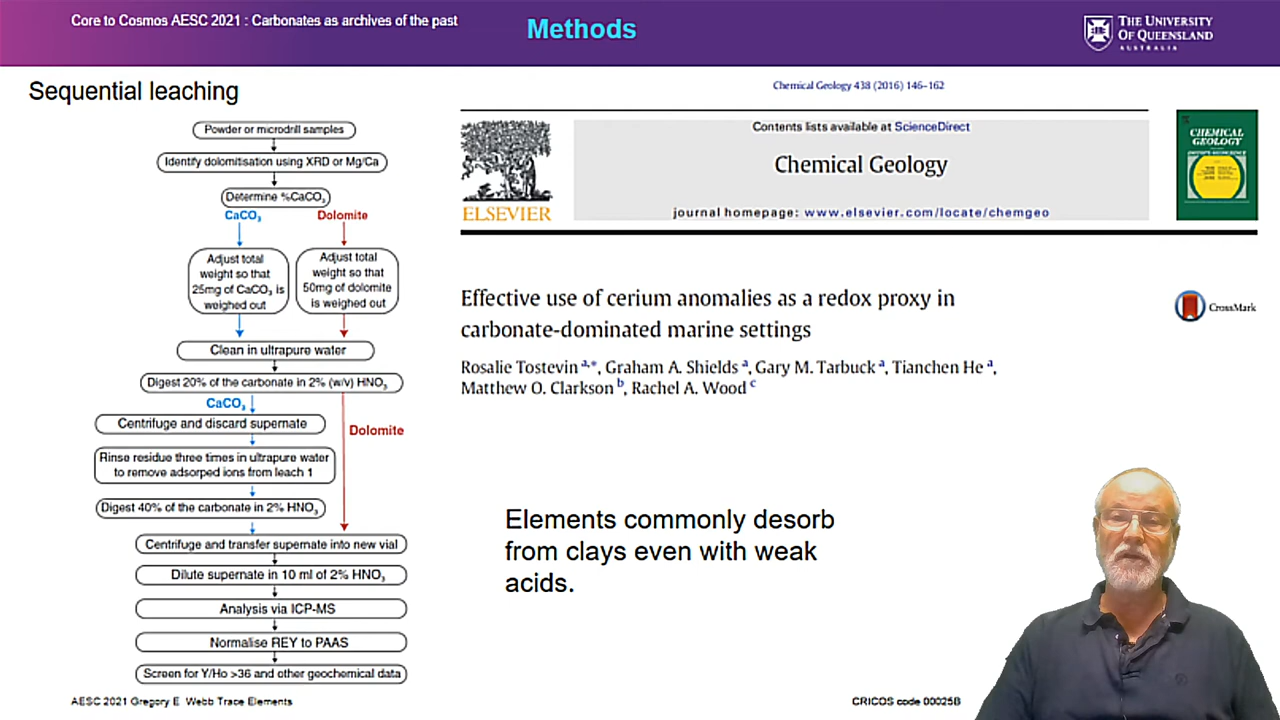 Core to Cosmos AESC 2021 : Carbonates as archives of the past
Methods
THE UNIVERSITY
OF QUEENSLAND
AUSTRALIA
Sequential leaching
Powder or microdrill samples
Identify dolomitisation using XRD or Mg/Ca
Determine %CaCO₃
CaCO₃
Dolomite
Adjust total
weight so that
25mg of CaCO₃ is
weighed out
Adjust total
weight so that
50mg of dolomite
is weighed out
Clean in ultrapure water
Digest 20% of the carbonate in 2% (w/v) HNO₃
CaCO₃
Centrifuge and discard supernate
Dolomite
Rinse residue three times in ultrapure water
to remove adsorped ions from leach 1
Digest 40% of the carbonate in 2% HNO₃
Centrifuge and transfer supernate into new vial
Dilute supernate in 10 ml of 2% HNO₃
Analysis via ICP-MS
Normalise REY to PAAS
Screen for Y/Ho >36 and other geochemical data
Chemical Geology 438 (2016) 146–162
Contents lists available at ScienceDirect
Chemical Geology
journal homepage: www.elsevier.com/locate/chemgeo
ELSEVIER
CHEMICAL
GEOLOGY
Effective use of cerium anomalies as a redox proxy in
carbonate-dominated marine settings
CrossMark
Rosalie Tostevin a,*, Graham A. Shields a, Gary M. Tarbuck a, Tianchen He a,
Matthew O. Clarkson b, Rachel A. Wood c
Elements commonly desorb
from clays even with weak
acids.
AESC 2021 Gregory E Webb Trace Elements
CRICOS code 00025B